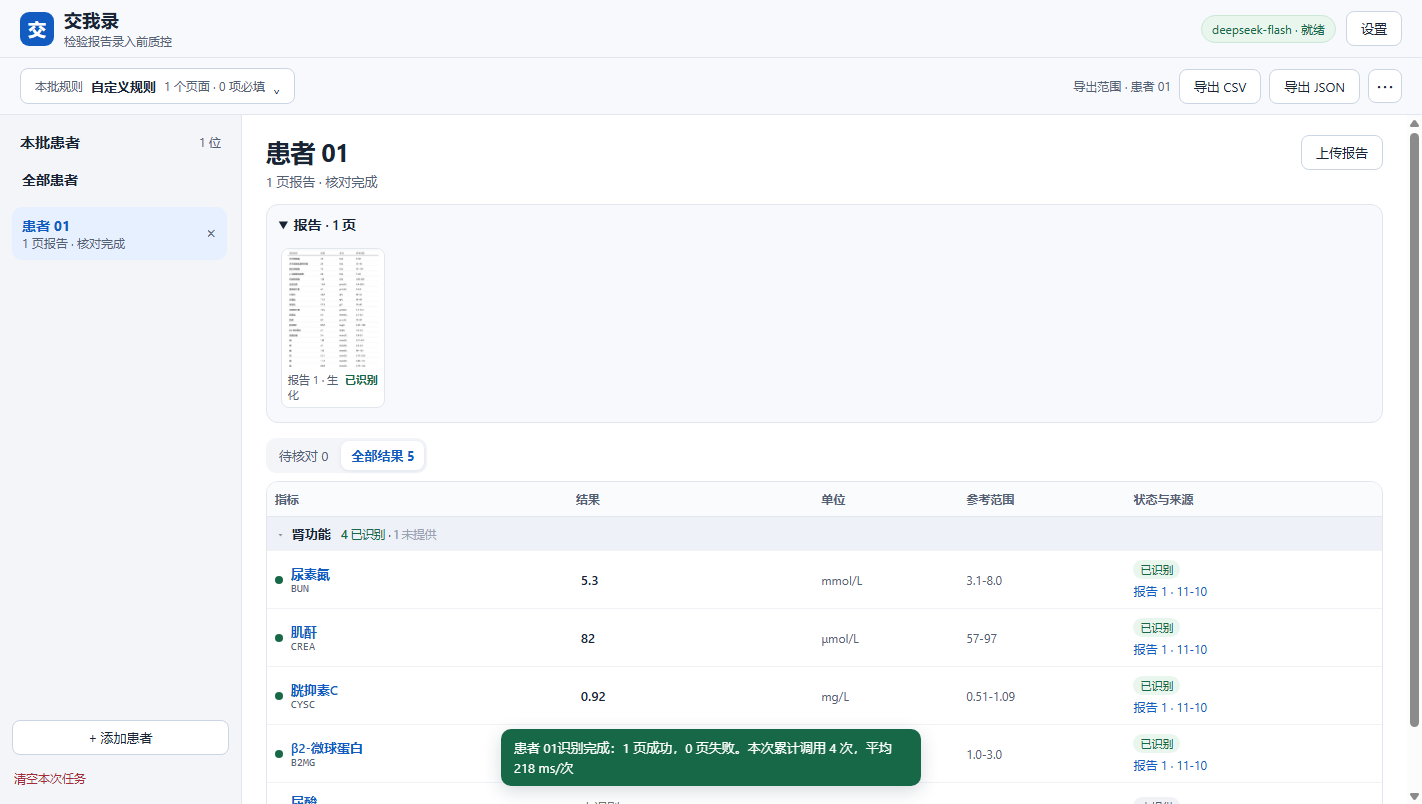 交
交我录
检验报告录入前质控
deepseek-flash · 就绪
设置
本批规则 自定义规则 1 个页面 · 0 项必填
导出范围 · 患者 01
导出 CSV
导出 JSON
···
本批患者 1 位
全部患者
患者 01
1 页报告 · 核对完成
×
+ 添加患者
清空本次任务
患者 01
1 页报告 · 核对完成
上传报告
▼ 报告 · 1 页
报告 1 · 生化 已识别
待核对 0 全部结果 5
指标 结果 单位 参考范围 状态与来源
- 肾功能 4 已识别 · 1 未提供
尿素氮 5.3 mmol/L 3.1-8.0 已识别
BUN 报告 1 · 11-10
肌酐 82 μmol/L 57-97 已识别
CREA 报告 1 · 11-10
胱抑素C 0.92 mg/L 0.51-1.09 已识别
CYSC 报告 1 · 11-10
β2-微球蛋白 1.0-3.0 已识别
B2MG 报告 1 · 11-10
患者 01识别完成：1 页成功，0 页失败。本次累计调用 4 次，平均
218 ms/次
尿酸